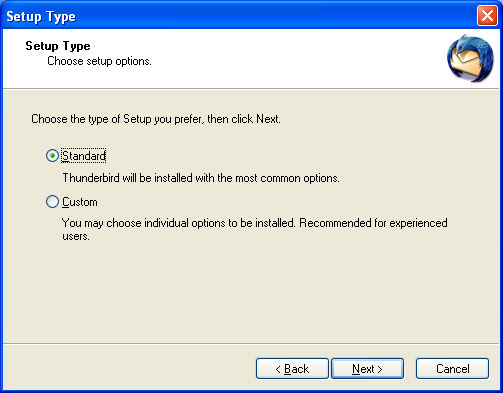 Setup Type
Setup Type
Choose setup options.
Choose the type of Setup you prefer, then click Next.
Standard
Thunderbird will be installed with the most common options.
Custom
You may choose individual options to be installed. Recommended for experienced
users.
< Back
Next >
Cancel